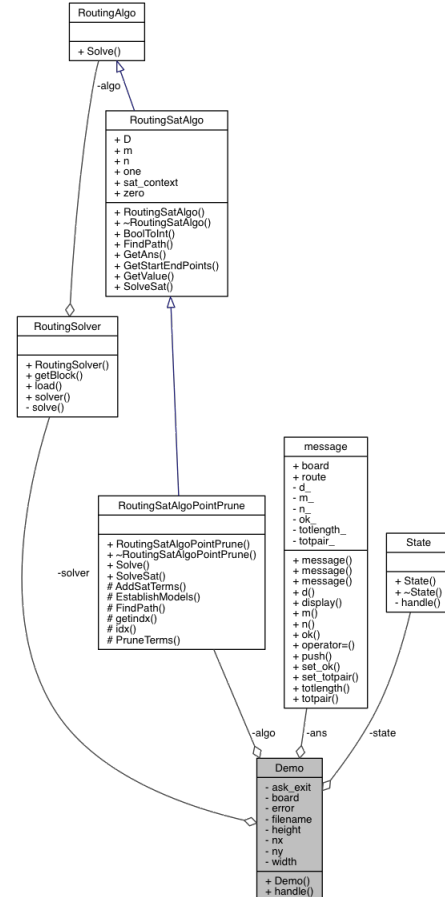 RoutingAlgo
+ Solve()
-algo
RoutingSatAlgo
+ D
+ m
+ n
+ one
+ sat_context
+ zero
+ RoutingSatAlgo()
+ ~RoutingSatAlgo()
+ BoolToInt()
+ FindPath()
+ GetAns()
+ GetStartEndPoints()
+ GetValue()
+ SolveSat()
RoutingSolver
+ RoutingSolver()
+ getBlock()
+ load()
+ solver()
- solve()
message
+ board
+ route
- d_
- m_
- n_
- ok_
- totlength_
- totpair_
+ message()
+ message()
+ message()
+ d()
+ display()
+ m()
+ n()
+ ok()
+ operator=()
+ push()
+ set_ok()
+ set_totpair()
+ totlength()
+ totpair()
RoutingSatAlgoPointPrune
+ RoutingSatAlgoPointPrune()
+ ~RoutingSatAlgoPointPrune()
+ Solve()
+ SolveSat()
# AddSatTerms()
# EstablishModels()
# FindPath()
# getindx()
# idx()
# PruneTerms()
State
+ State()
+ ~State()
- handle()
-solver
-algo
-ans
-state
Demo
- ask_exit
- board
- error
- filename
- height
- nx
- ny
- width
+ Demo()
+ handle()